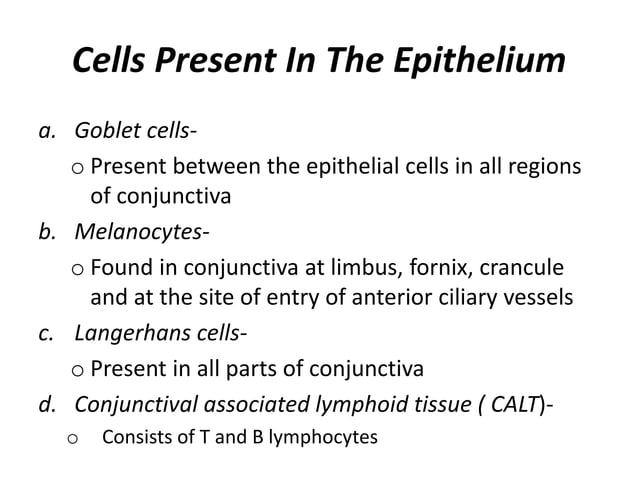 Cells Present In The Epithelium
a. Goblet cells-
o Present between the epithelial cells in all regions
of conjunctiva
b. Melanocytes-
o Found in conjunctiva at limbus, fornix, crancule
and at the site of entry of anterior ciliary vessels
c. Langerhans cells-
o Present in all parts of conjunctiva
d. Conjunctival associated lymphoid tissue ( CALT)-
o Consists of T and B lymphocytes